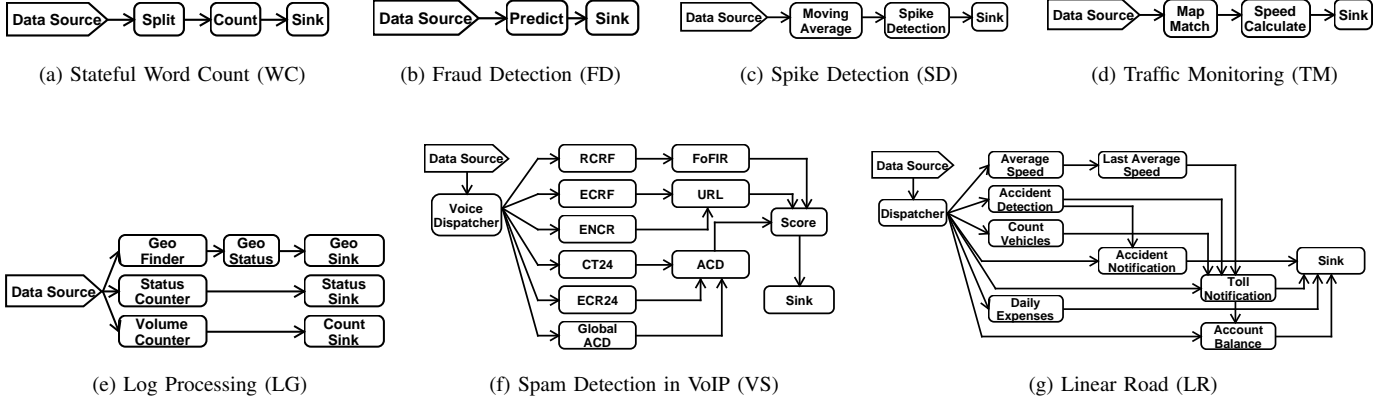 Data Source
Split
Count
Sink
(a) Stateful Word Count (WC)
Data Source
Predict
Sink
(b) Fraud Detection (FD)
Data Source
Moving
Average
Spike
Detection
Sink
(c) Spike Detection (SD)
Data Source
Map
Match
Speed
Calculate
Sink
(d) Traffic Monitoring (TM)
Data Source
Geo
Finder
Geo
Status
Geo
Sink
Status
Counter
Status
Sink
Volume
Counter
Count
Sink
(e) Log Processing (LG)
Data Source
Voice
Dispatcher
RCRF
FoFIR
ECRF
URL
ENCR
Score
CT24
ACD
ECR24
Sink
Global
ACD
(f) Spam Detection in VoIP (VS)
Data Source
Dispatcher
Average
Speed
Last Average
Speed
Accident
Detection
Count
Vehicles
Accident
Notification
Sink
Toll
Notification
Daily
Expenses
Account
Balance
(g) Linear Road (LR)